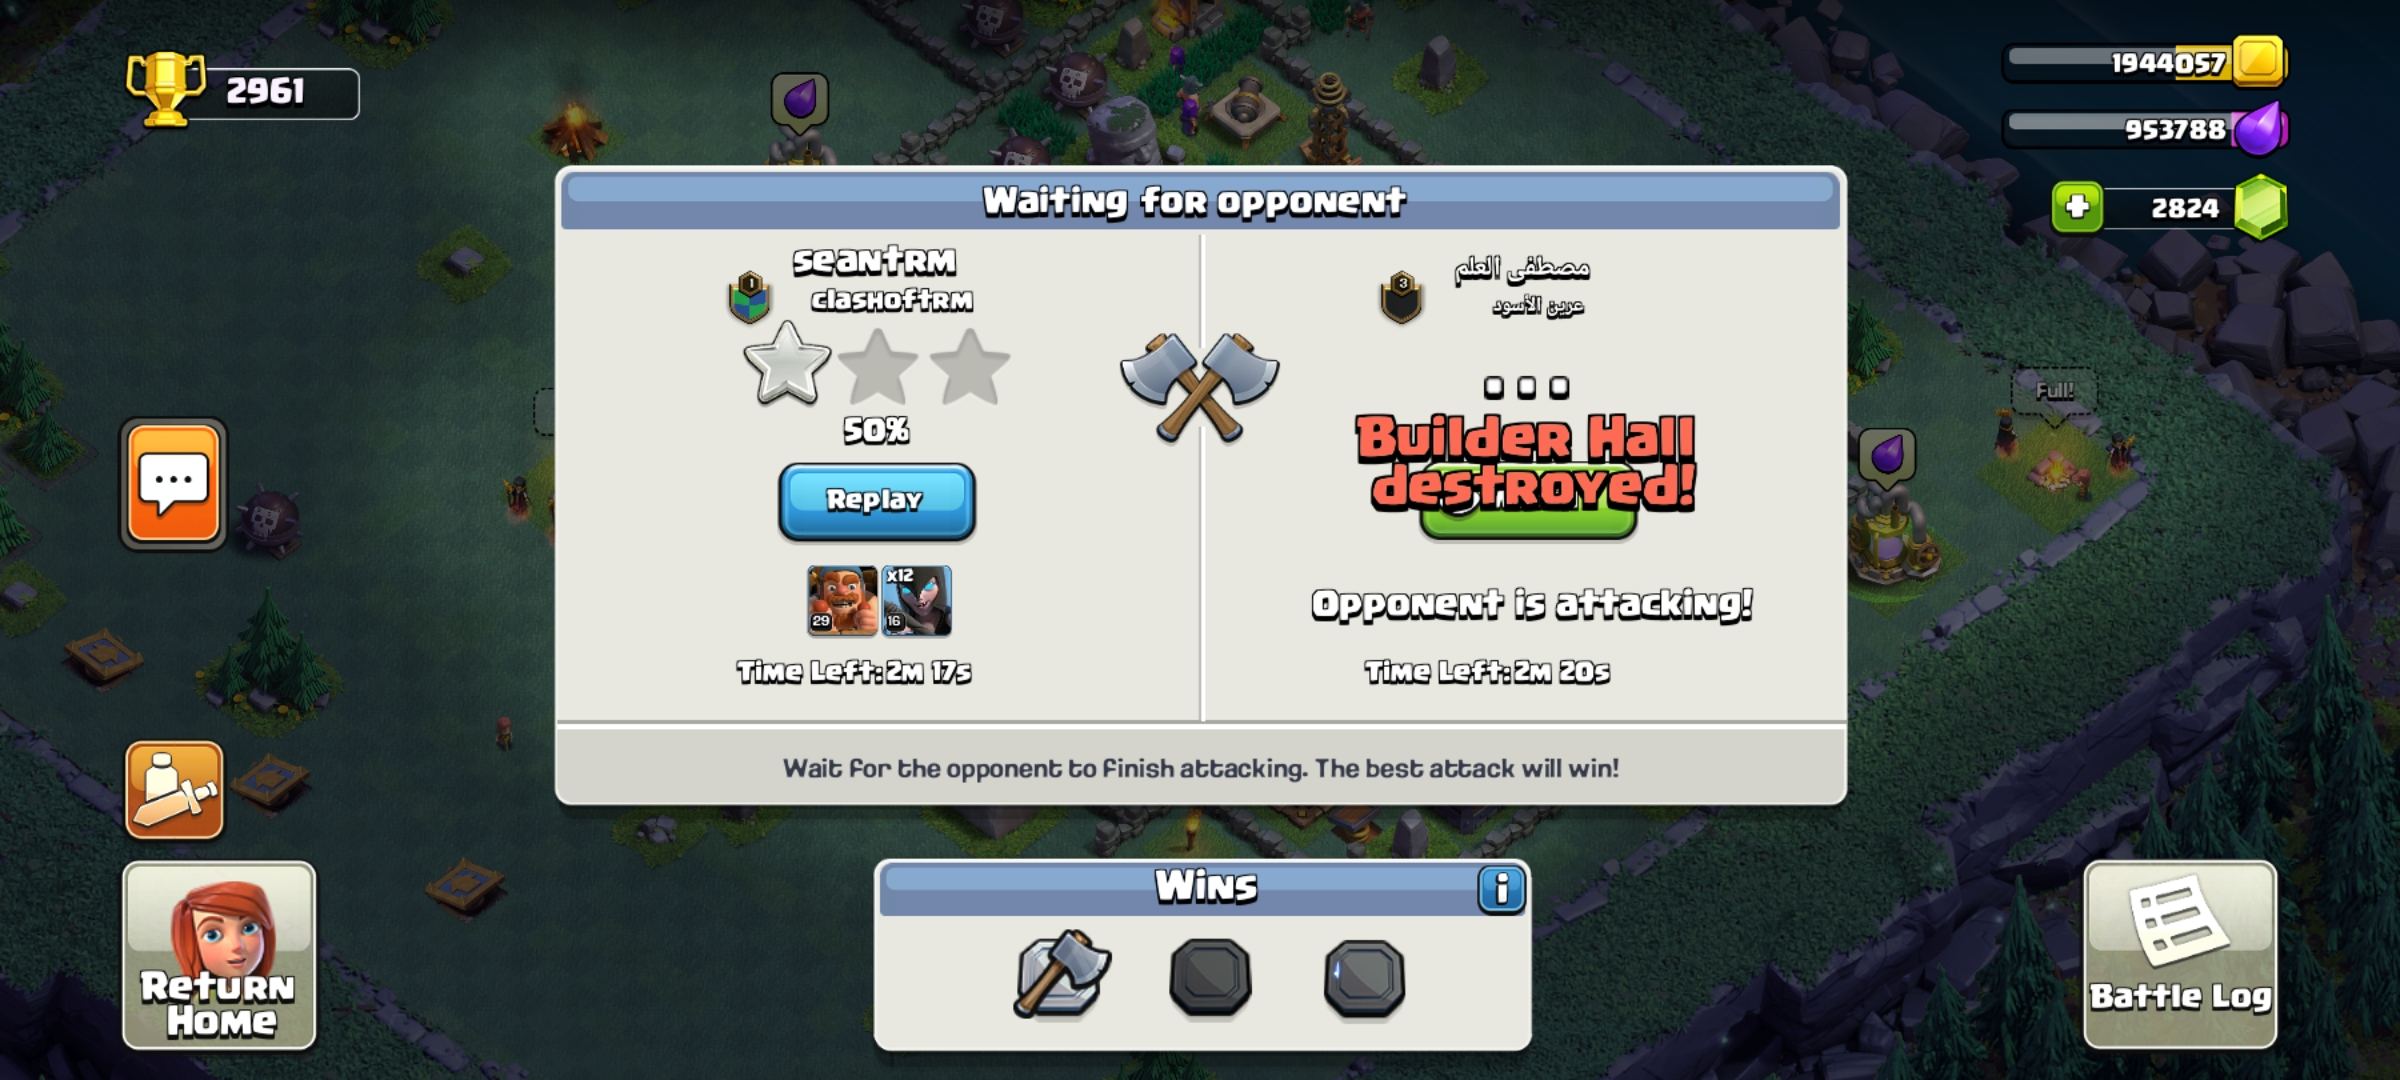 2961
1944057
953788
2824
Waiting for opponent
1
seantrm
clashoftrm
3
مصطفى العلم
عرين الأسود
50%
Builder Hall
destroyed!
Replay
Full!
Opponent is attacking!
29
x12
16
Time Left: 2m 17s
Time Left: 2m 20s
Wait for the opponent to finish attacking. The best attack will win!
Wins
i
Return
Home
Battle Log